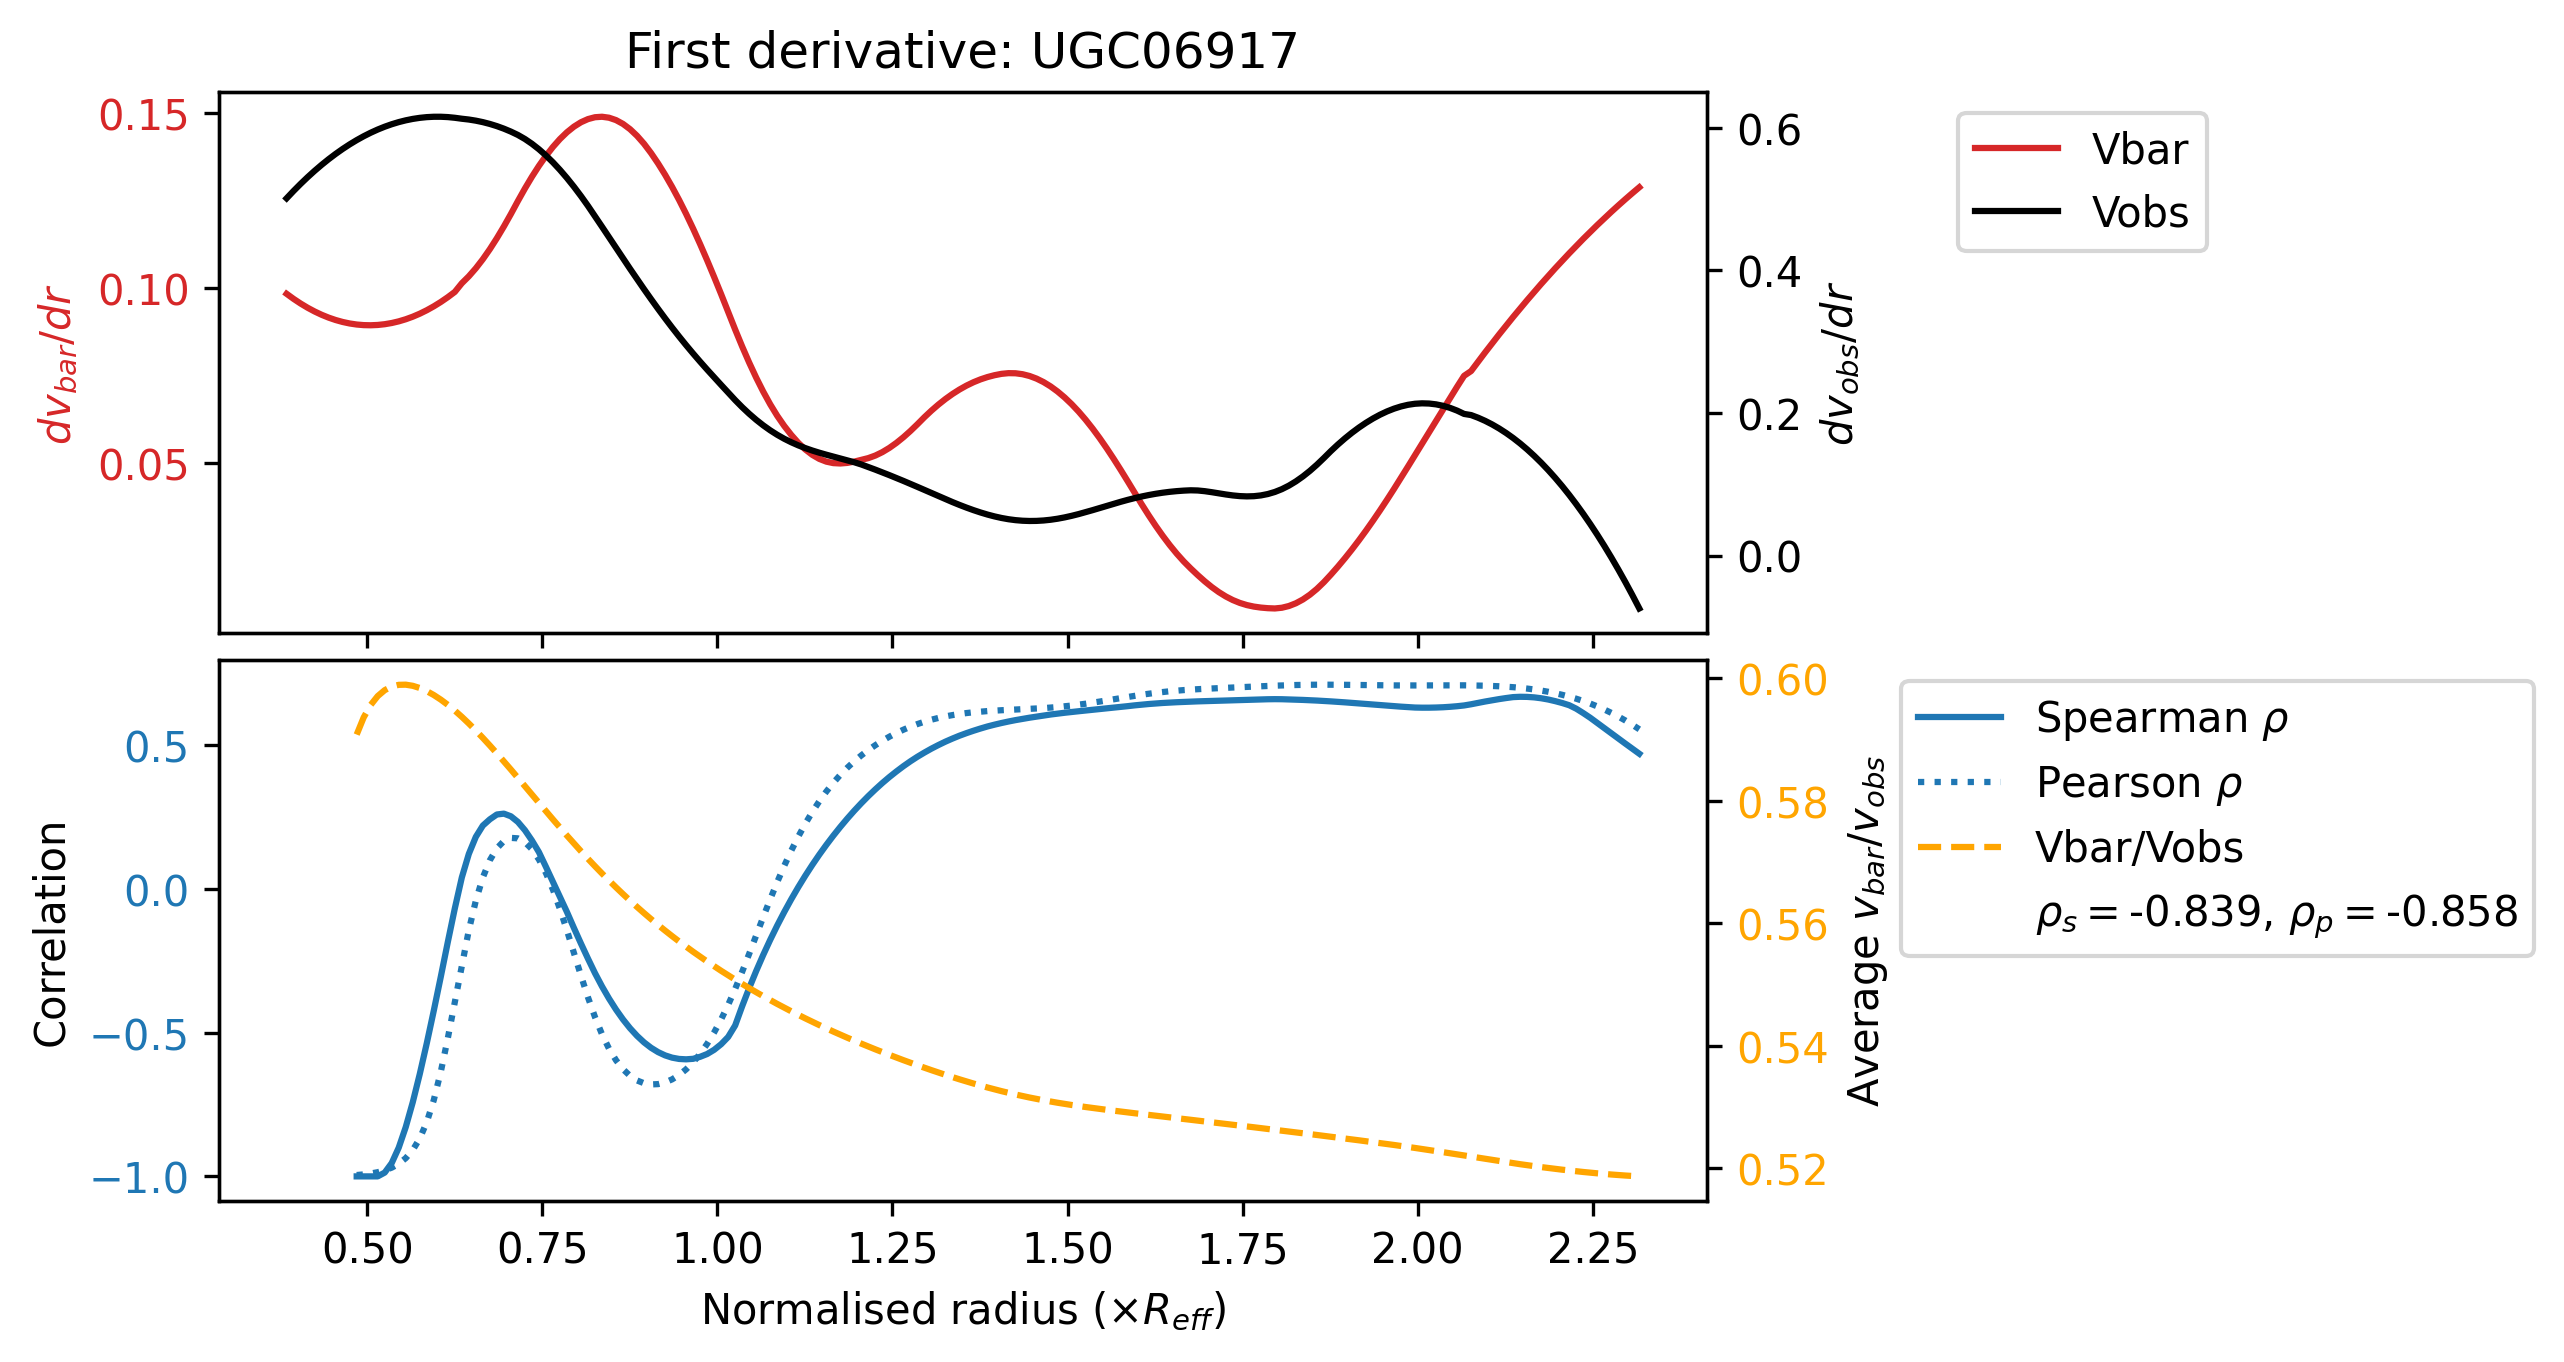 First derivative: UGC06917
0.15
0.10
0.05
dv_bar/dr
0.6
0.4
0.2
0.0
dv_obs/dr
Vbar
Vobs
0.5
0.0
−0.5
−1.0
Correlation
0.60
0.58
0.56
0.54
0.52
Average v_bar/v_obs
Spearman ρ
Pearson ρ
Vbar/Vobs
ρ_s = -0.839, ρ_p = -0.858
0.50 0.75 1.00 1.25 1.50 1.75 2.00 2.25
Normalised radius (×R_eff)